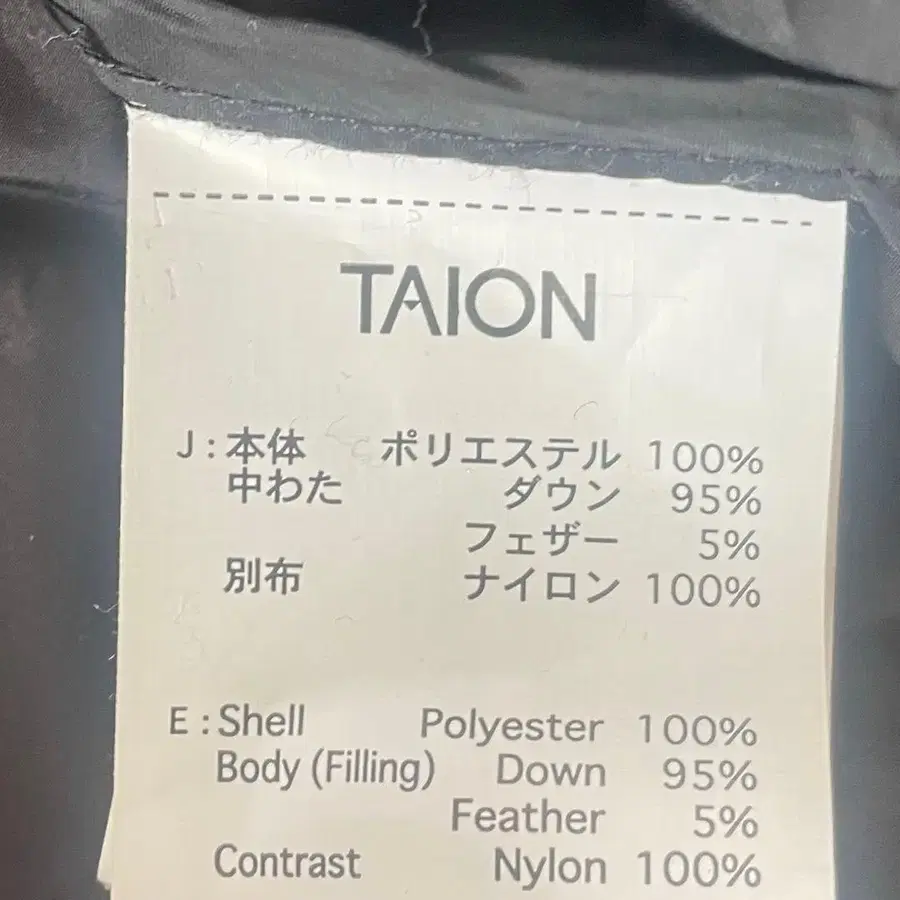 TAION
J:本体 ポリエステル 100%
中わた ダウン 95%
フェザー 5%
別布 ナイロン 100%
E:Shell Polyester 100%
Body (Filling) Down 95%
Feather 5%
Contrast Nylon 100%